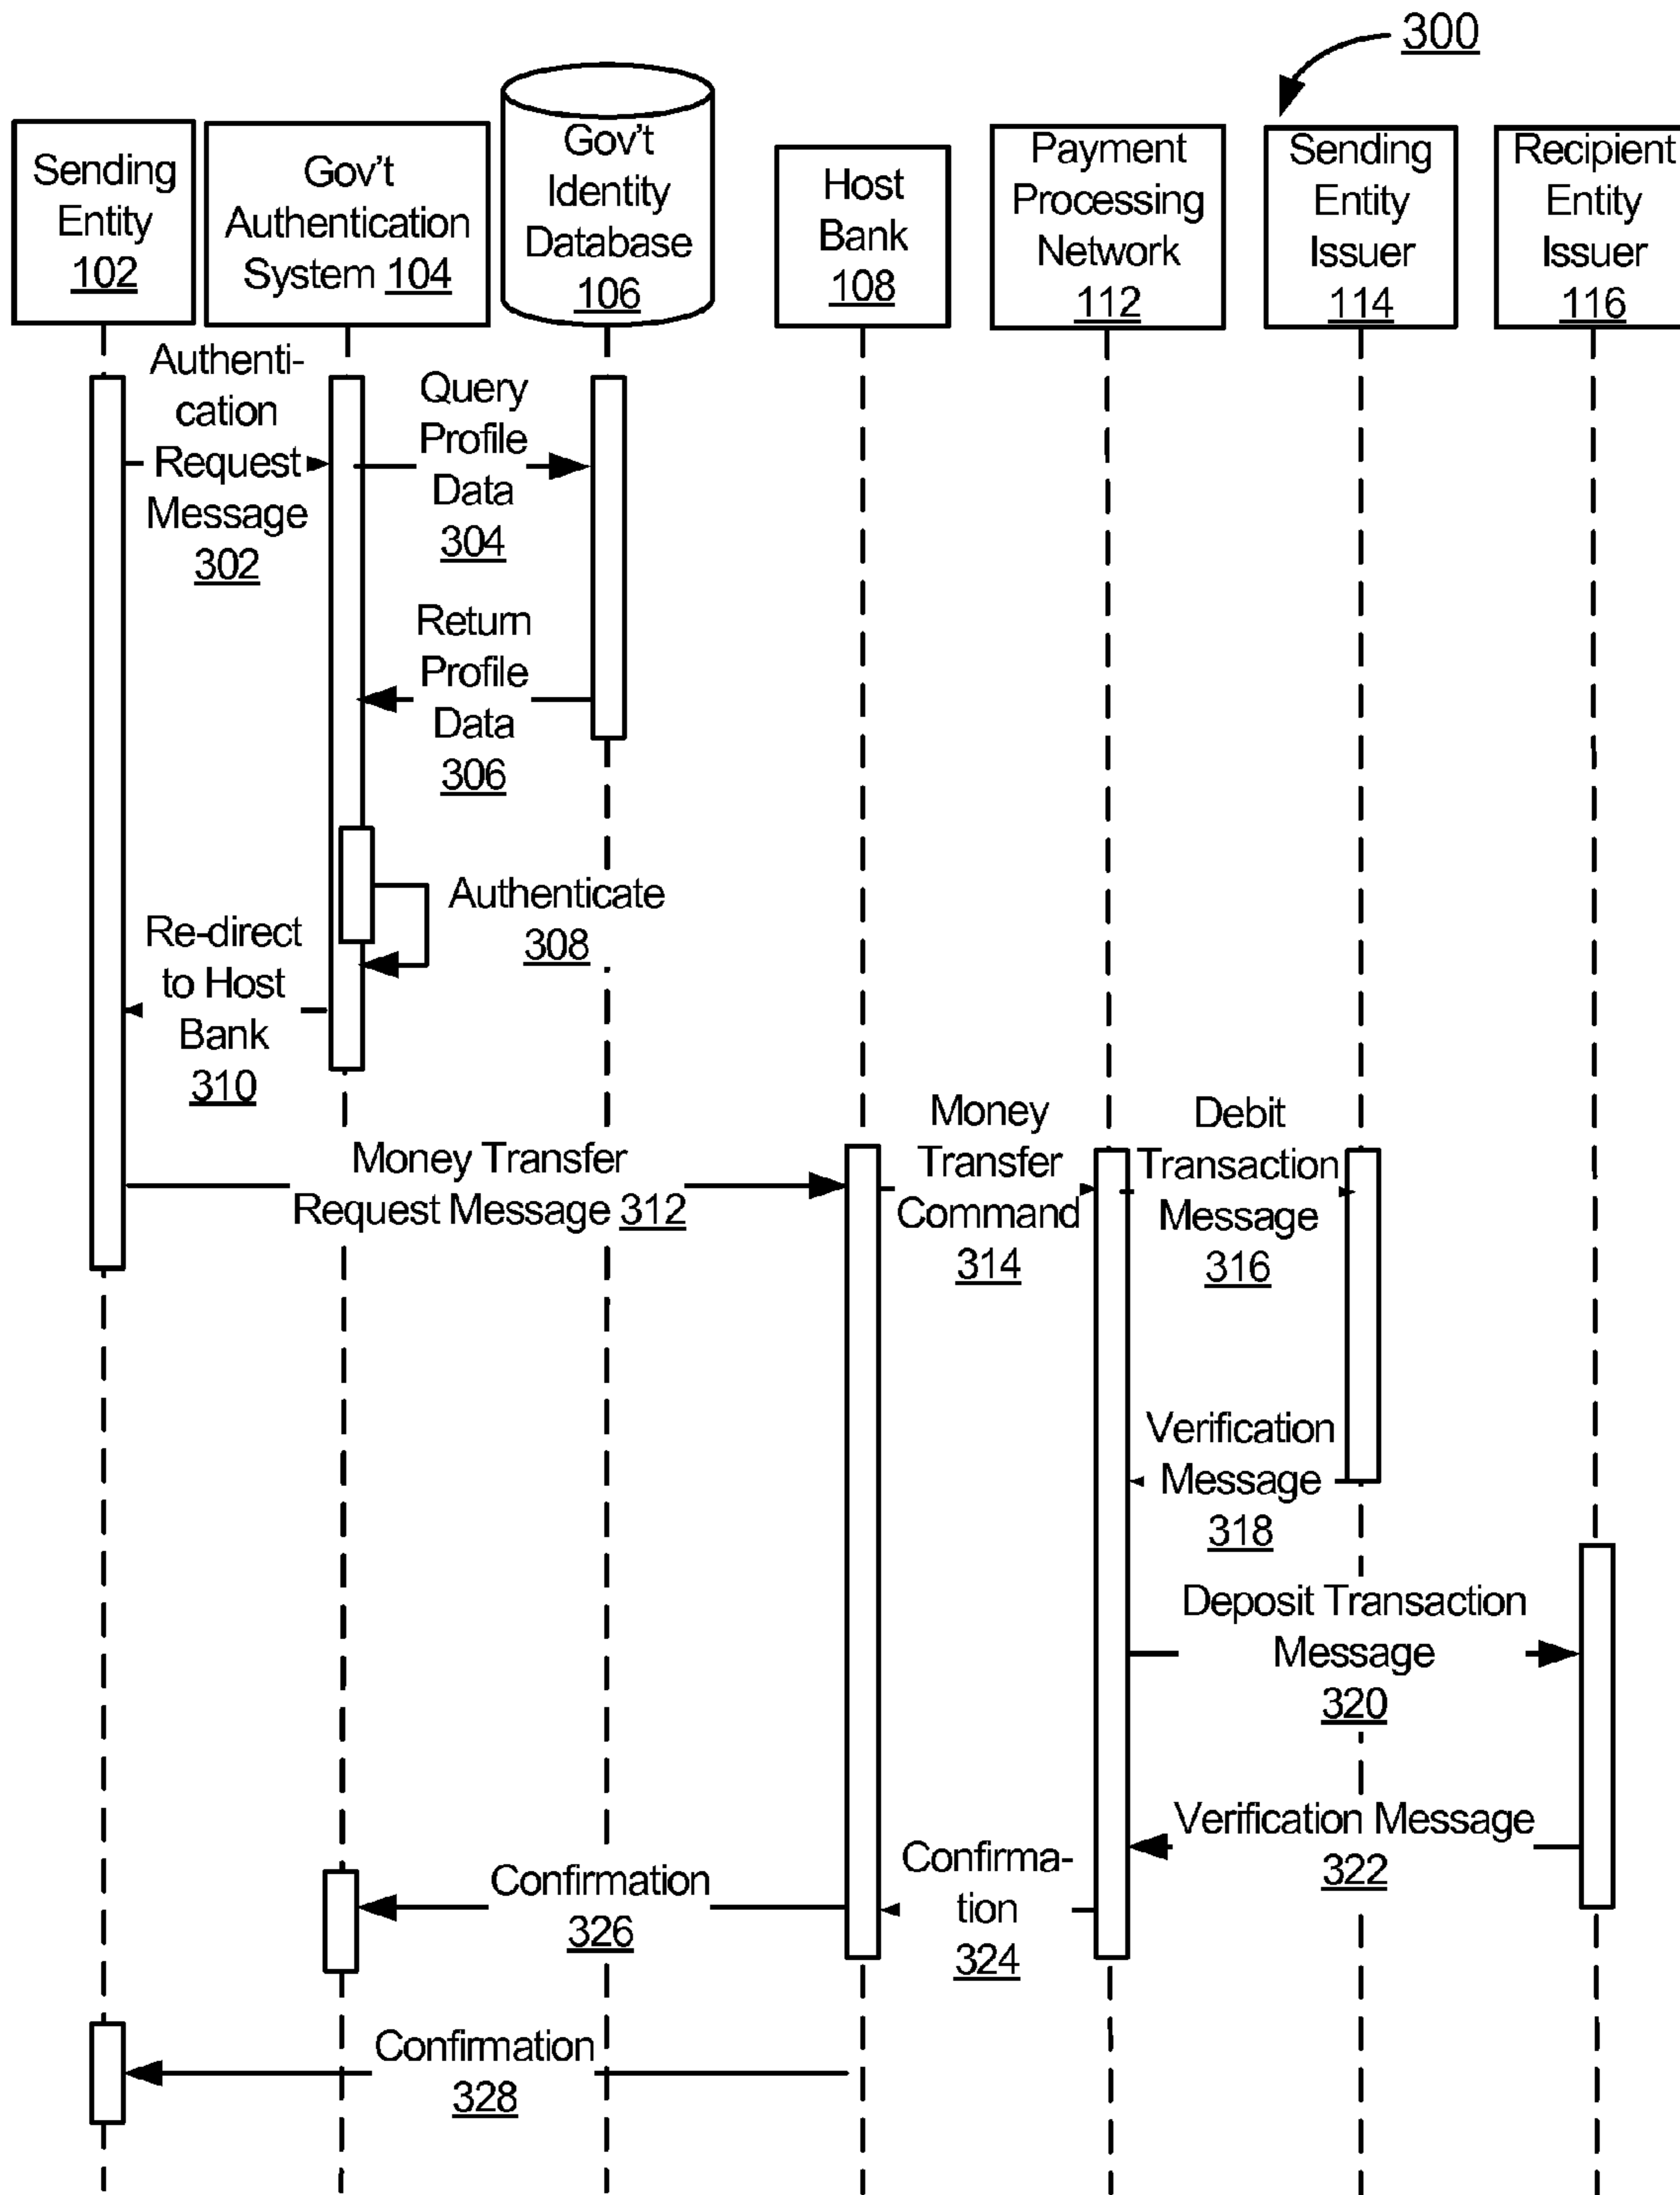 300
Sending
Entity
102
Gov't
Authentication
System 104
Gov't
Identity
Database
106
Host
Bank
108
Payment
Processing
Network
112
Sending
Entity
Issuer
114
Recipient
Entity
Issuer
116
Authenti-
cation
Request
Message
302
Query
Profile
Data
304
Return
Profile
Data
306
Authenticate
308
Re-direct
to Host
Bank
310
Money Transfer
Request Message 312
Money
Transfer
Command
314
Debit
Transaction
Message
316
Verification
Message
318
Deposit Transaction
Message
320
Verification Message
322
Confirma-
tion
324
Confirmation
326
Confirmation
328